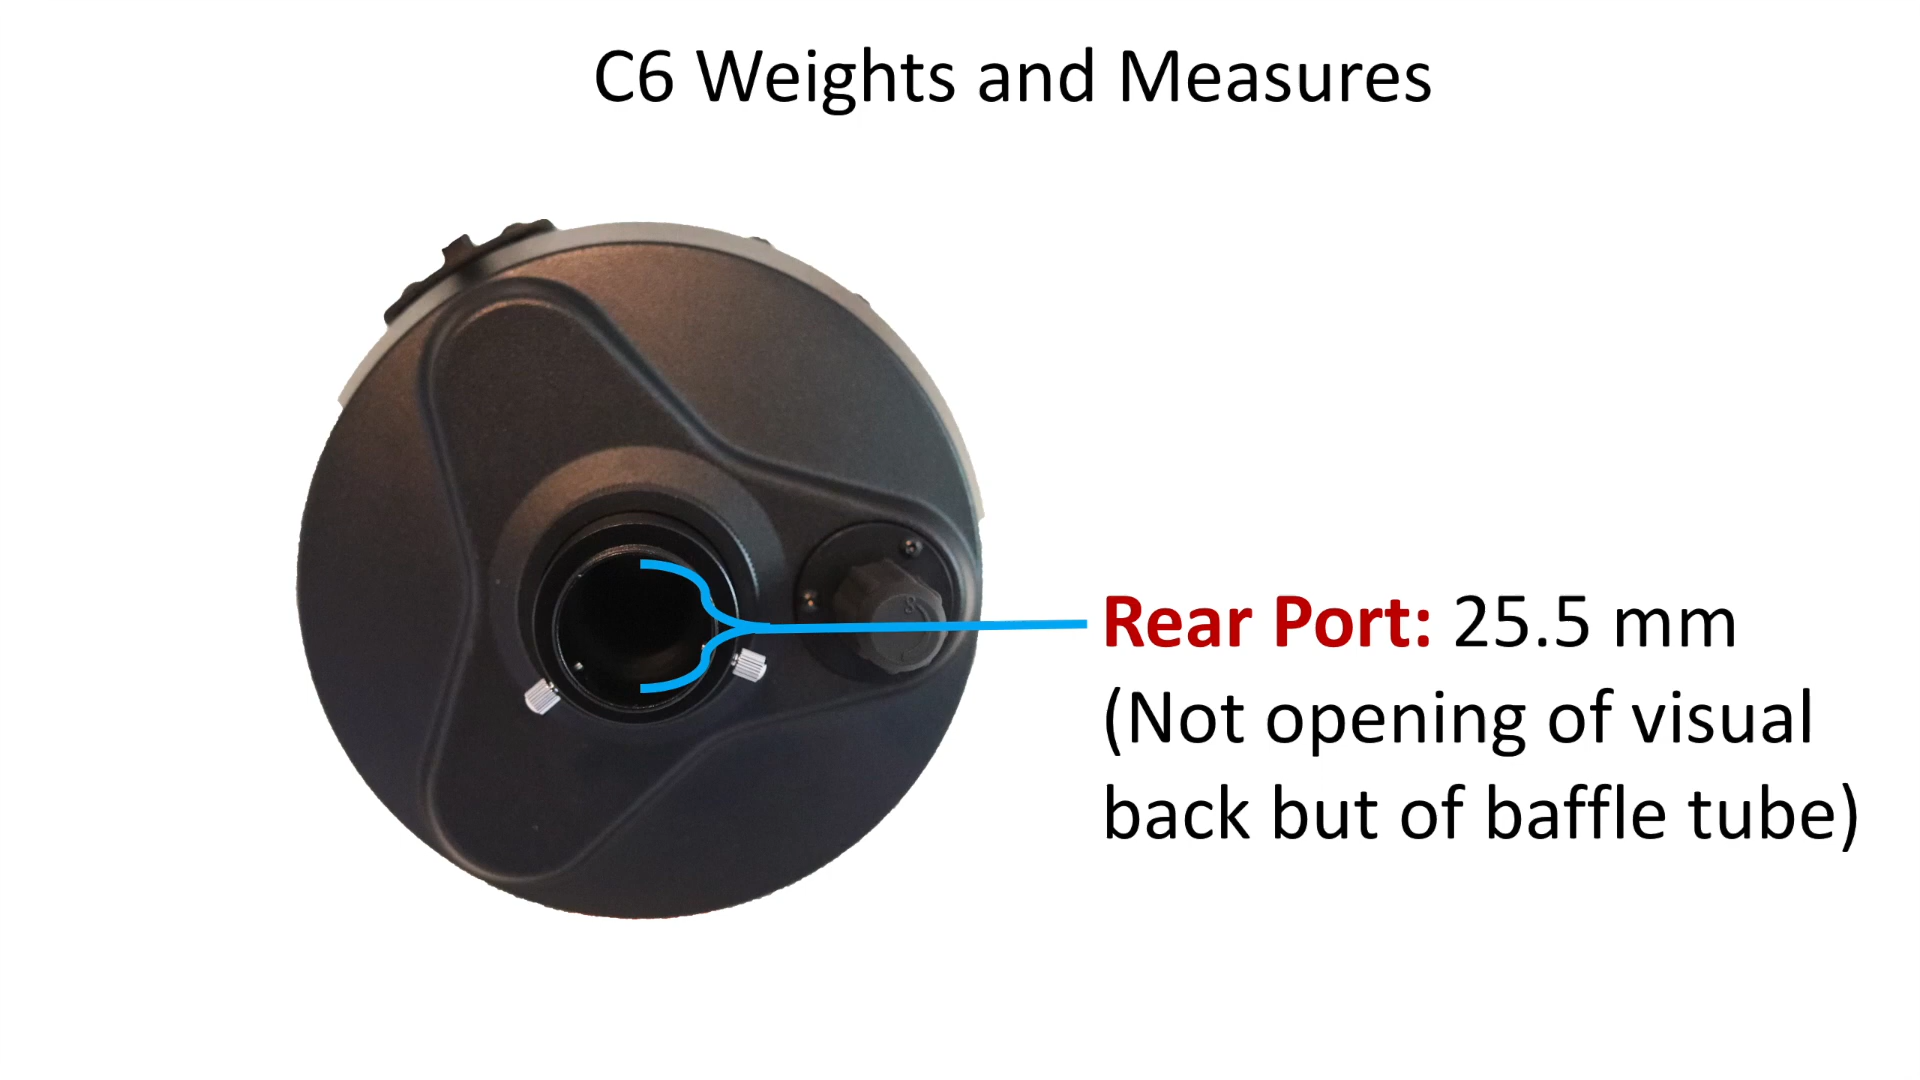 C6 Weights and Measures
Rear Port: 25.5 mm
(Not opening of visual
back but of baffle tube)